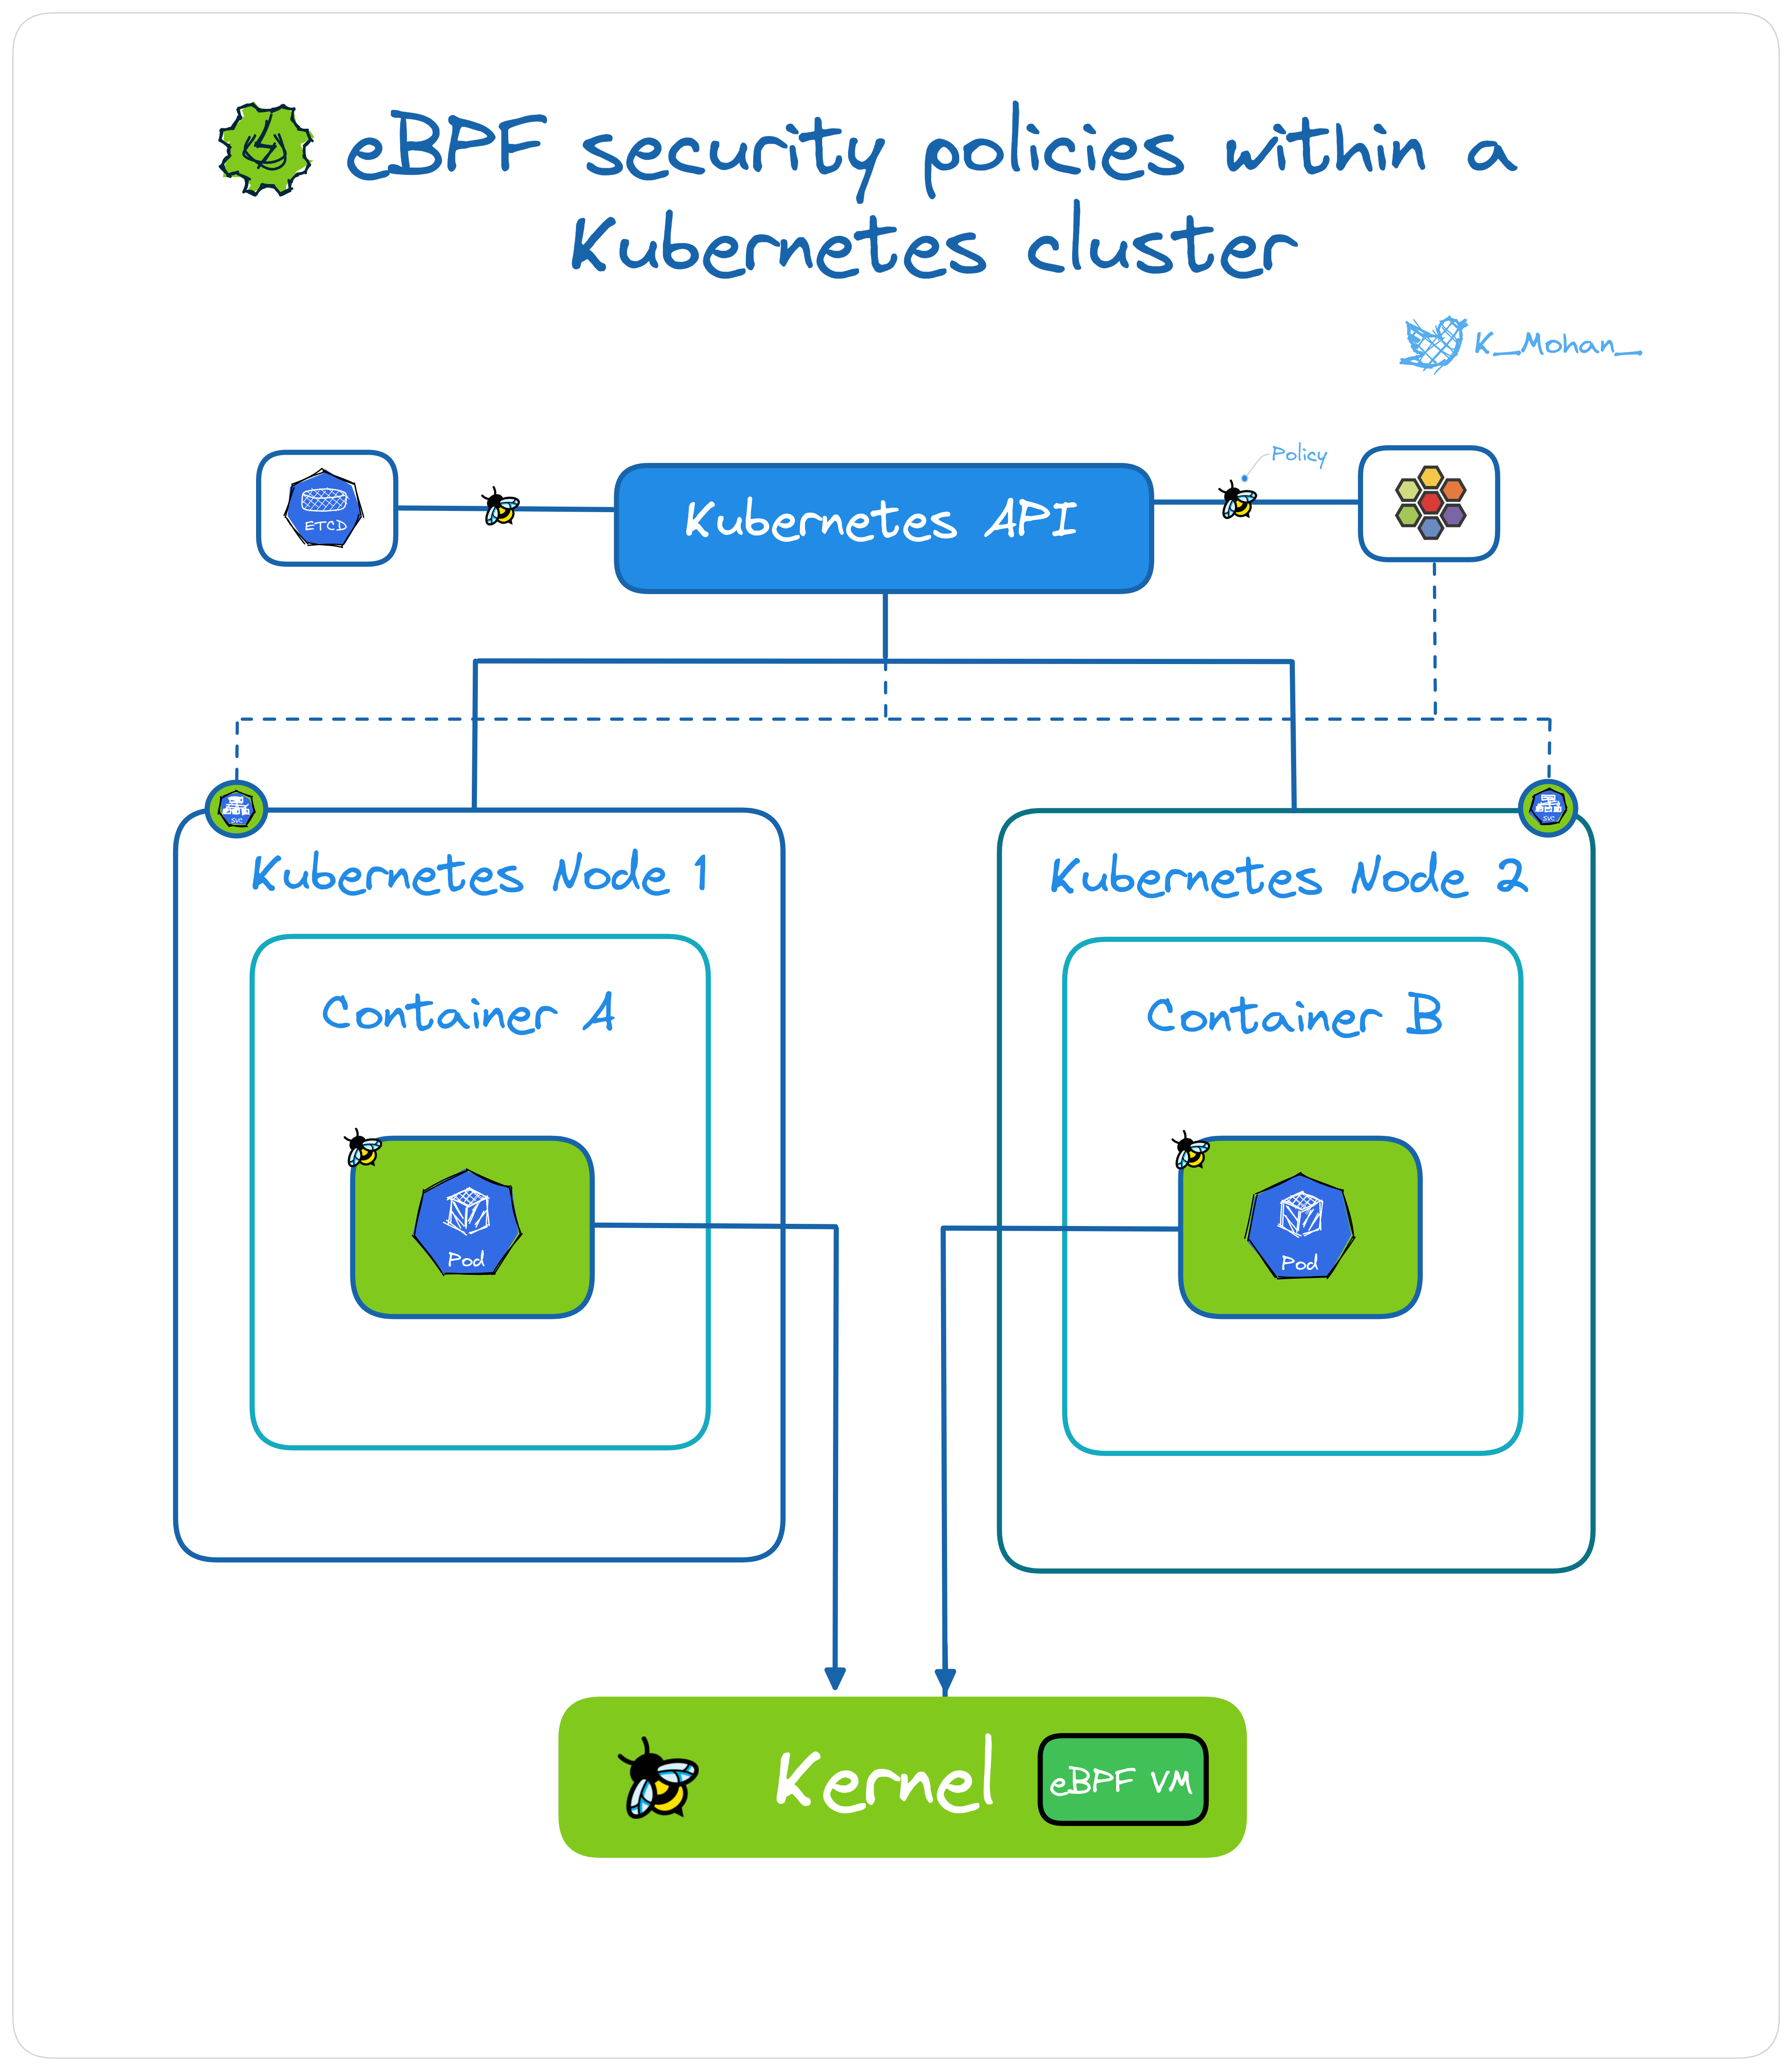 eBPF security policies within a
Kubernetes cluster
K_Mohan_
Policy
ETCD
Kubernetes API
svc
svc
Kubernetes Node 1
Kubernetes Node 2
Container A
Container B
Pod
Pod
Kernel
eBPF VM